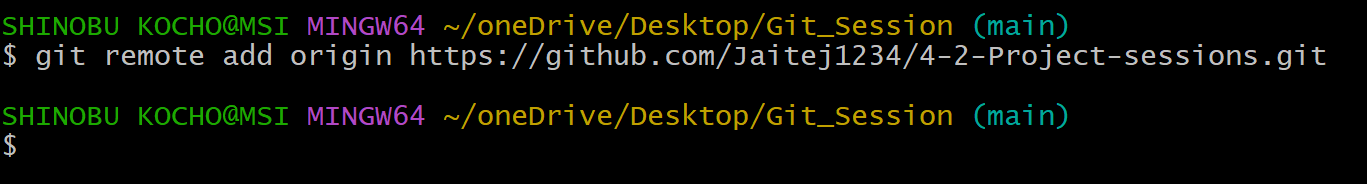 SHINOBU KOCHO@MSI MINGW64 ~/oneDrive/Desktop/Git_Session (main)
$ git remote add origin https://github.com/Jaitej1234/4-2-Project-sessions.git
SHINOBU KOCHO@MSI MINGW64 ~/oneDrive/Desktop/Git_Session (main)
$